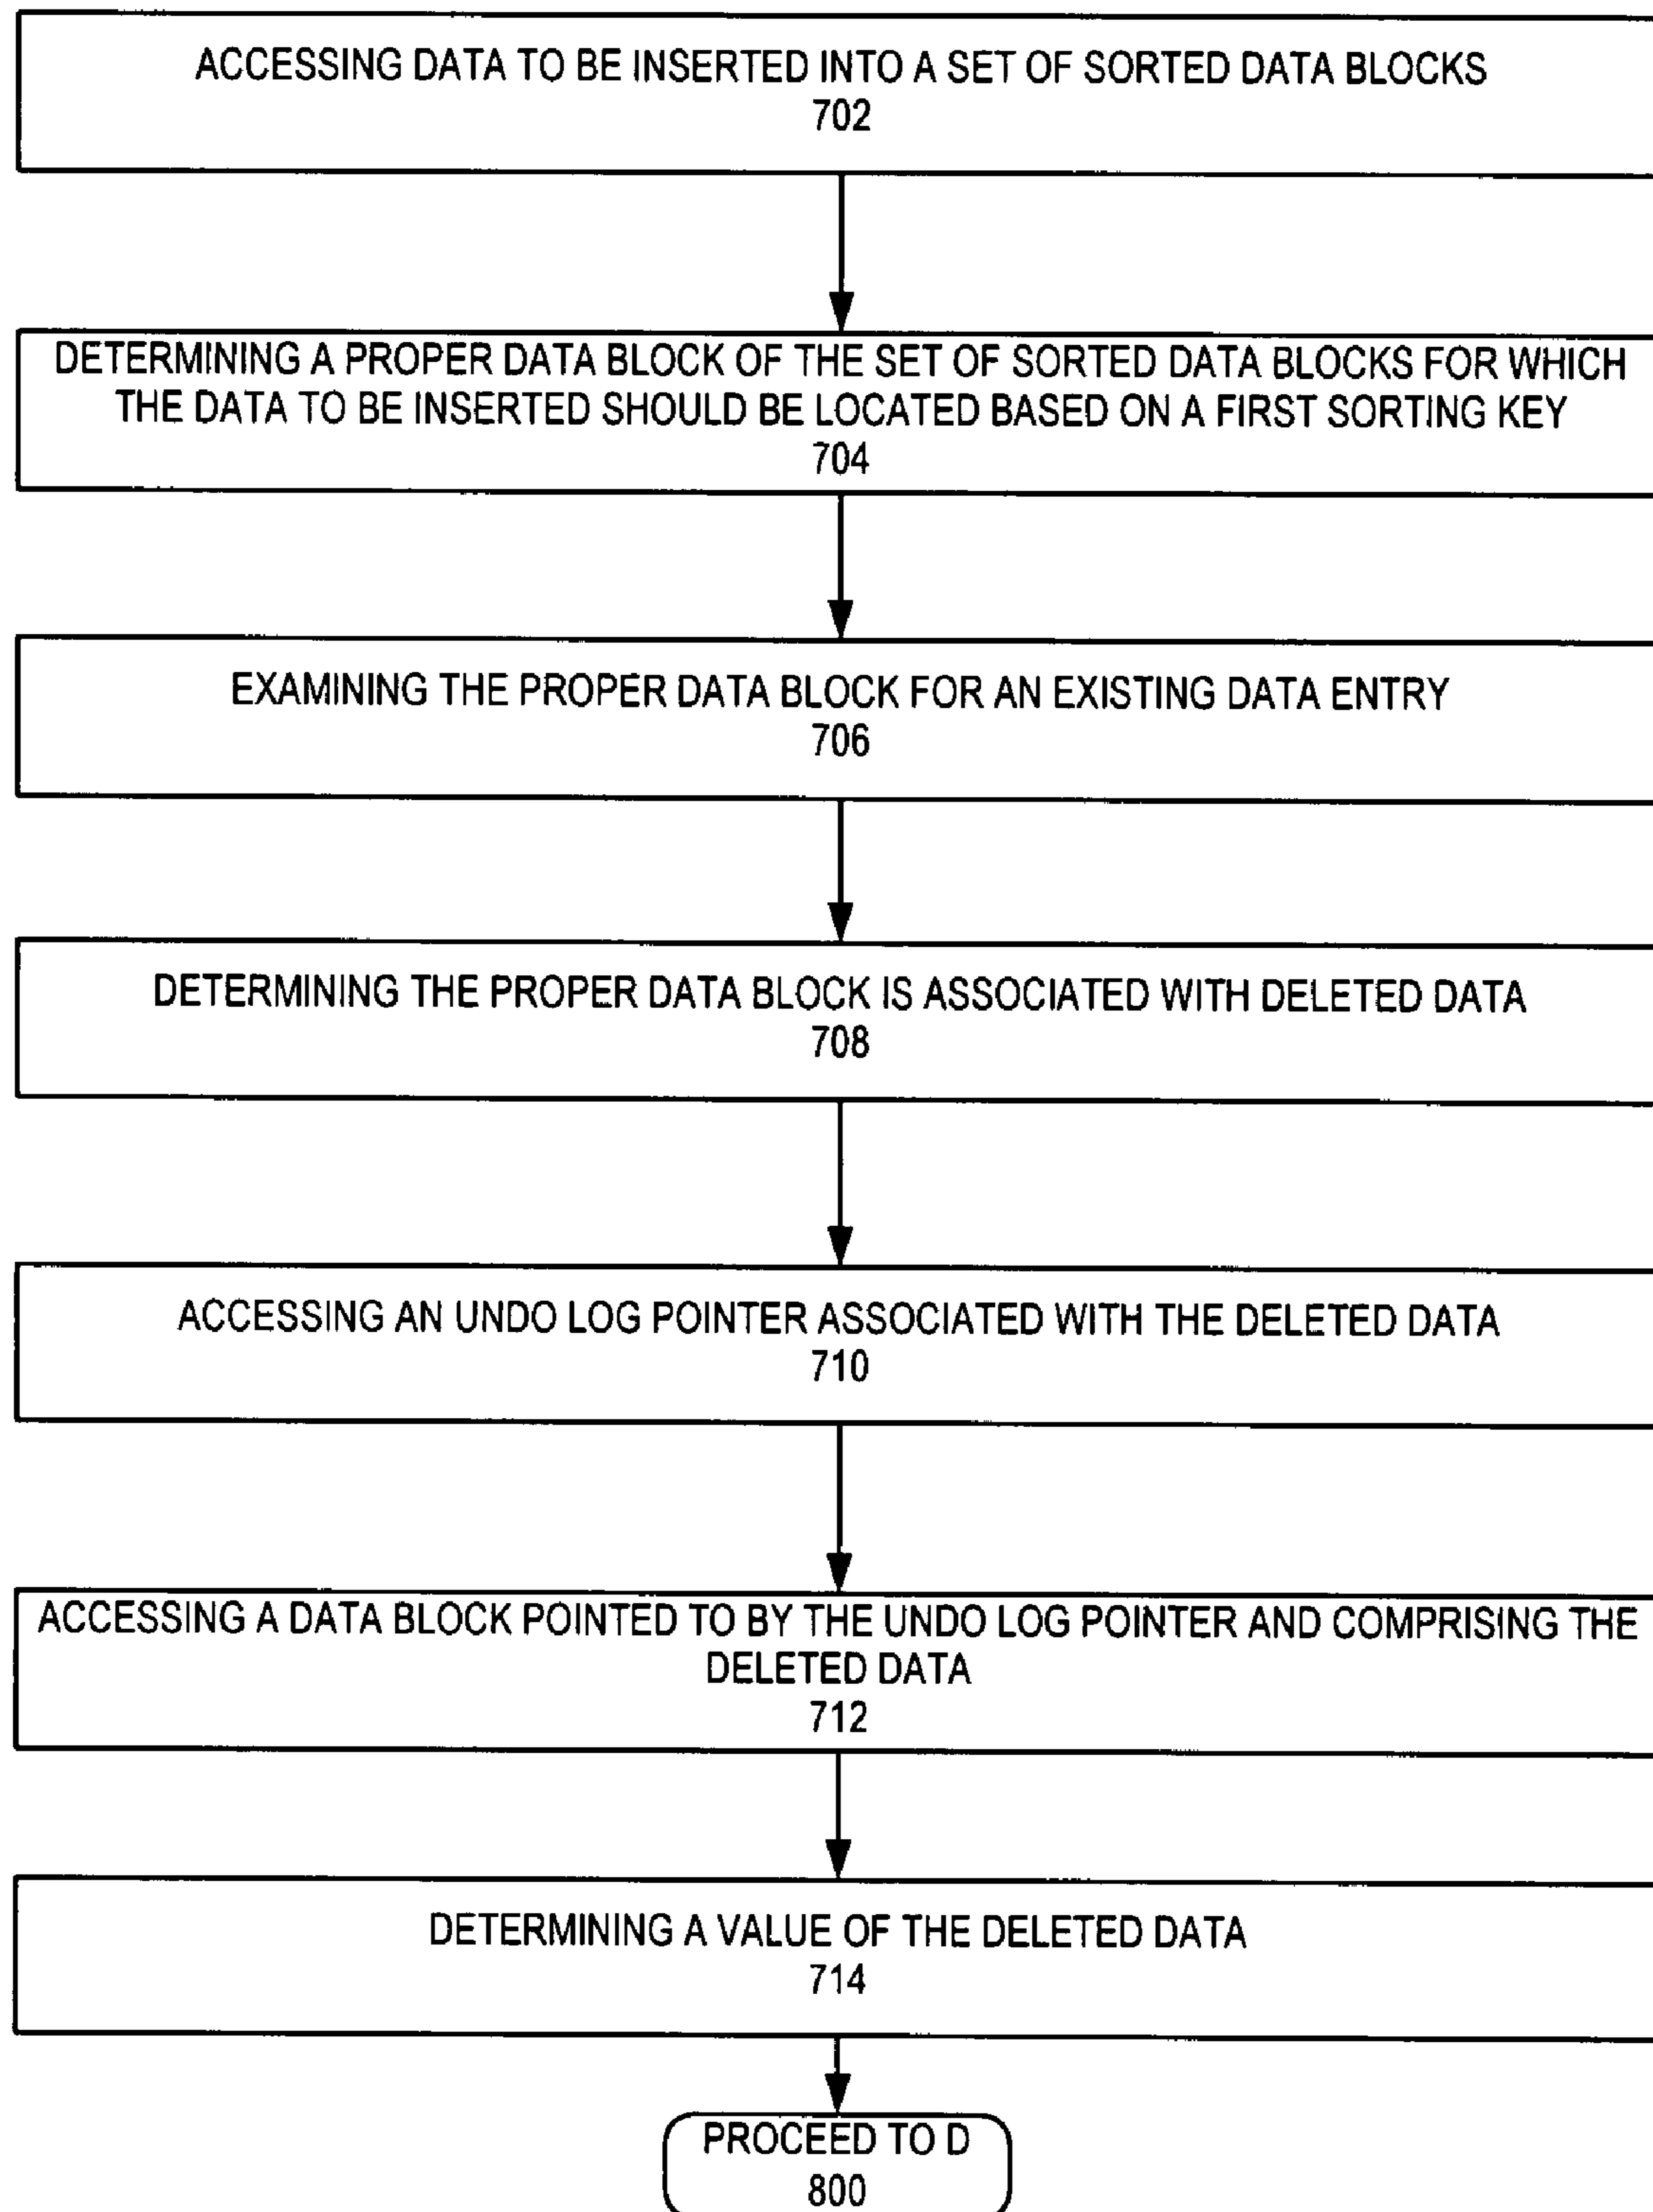 ACCESSING DATA TO BE INSERTED INTO A SET OF SORTED DATA BLOCKS
702
DETERMINING A PROPER DATA BLOCK OF THE SET OF SORTED DATA BLOCKS FOR WHICH
THE DATA TO BE INSERTED SHOULD BE LOCATED BASED ON A FIRST SORTING KEY
704
EXAMINING THE PROPER DATA BLOCK FOR AN EXISTING DATA ENTRY
706
DETERMINING THE PROPER DATA BLOCK IS ASSOCIATED WITH DELETED DATA
708
ACCESSING AN UNDO LOG POINTER ASSOCIATED WITH THE DELETED DATA
710
ACCESSING A DATA BLOCK POINTED TO BY THE UNDO LOG POINTER AND COMPRISING THE
DELETED DATA
712
DETERMINING A VALUE OF THE DELETED DATA
714
PROCEED TO D
800